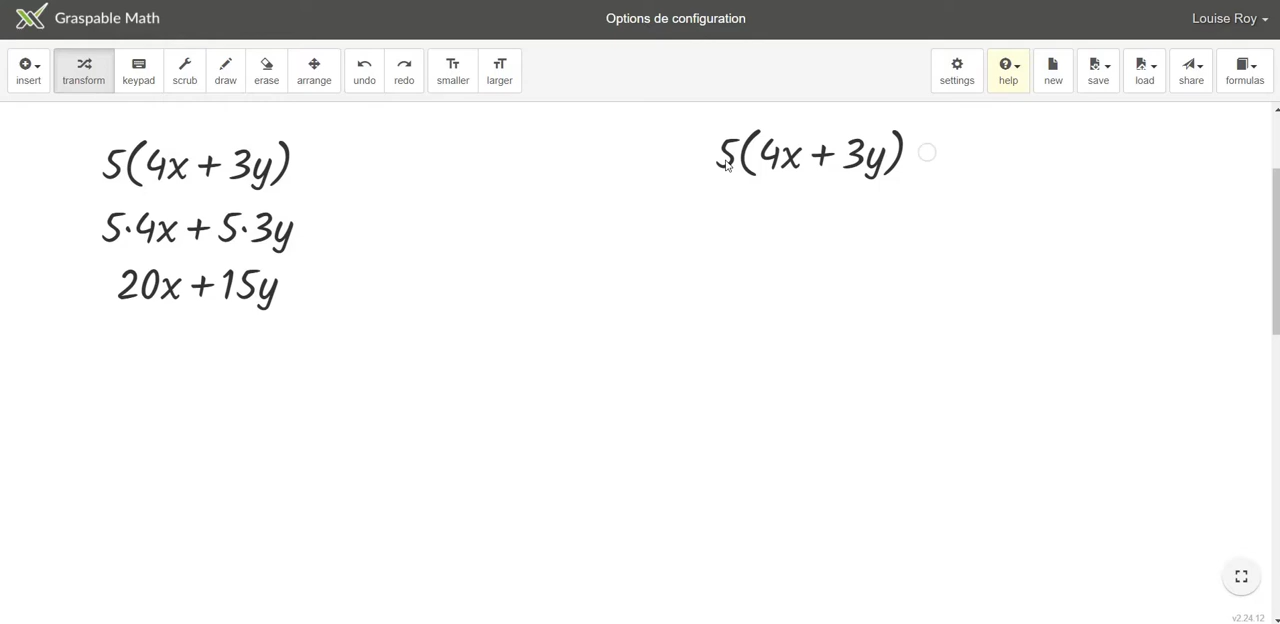 Graspable Math
Options de configuration
Louise Roy
insert transform keypad scrub draw erase arrange undo redo smaller larger settings help new save load share formulas
5(4x + 3y)
5·4x + 5·3y
20x + 15y
5(4x + 3y)
v2.24.12